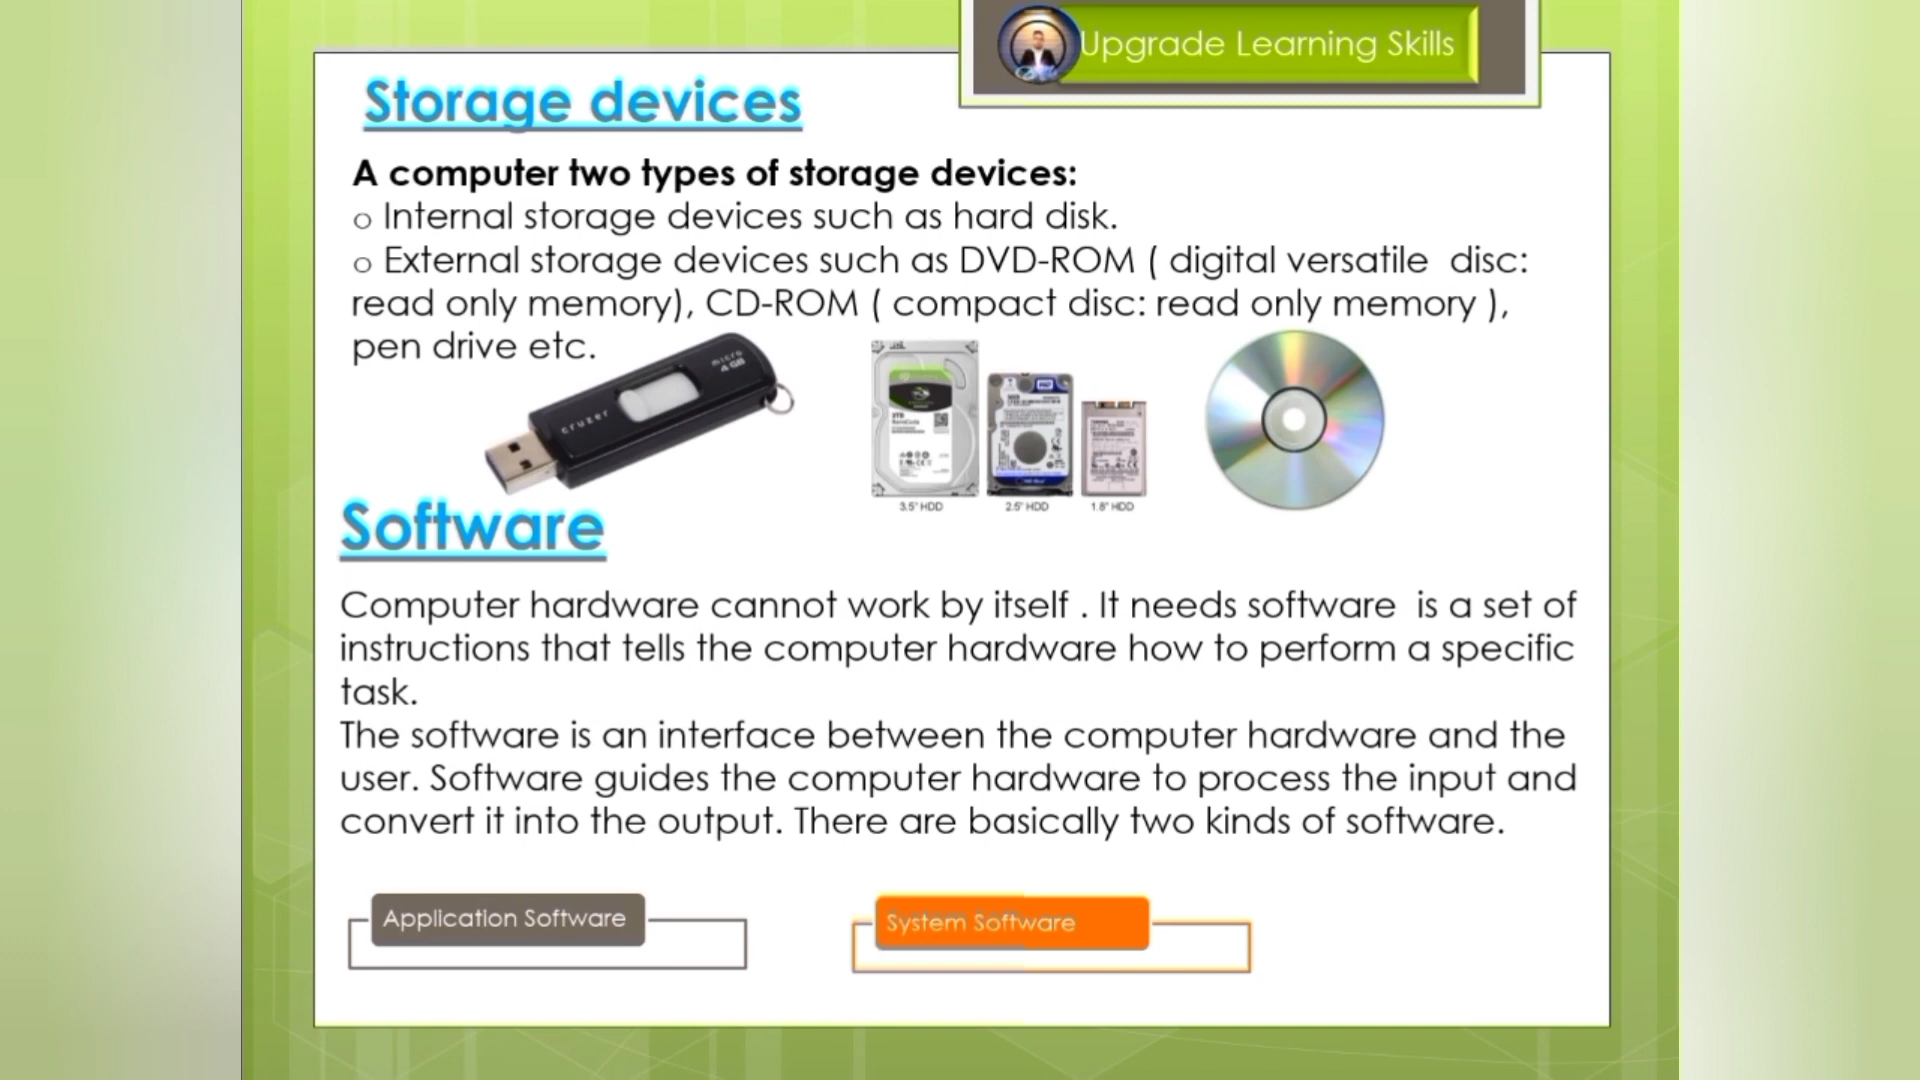 Upgrade Learning Skills
Storage devices
A computer two types of storage devices:
o Internal storage devices such as hard disk.
o External storage devices such as DVD-ROM ( digital versatile disc:
read only memory), CD-ROM ( compact disc: read only memory ),
pen drive etc.
micro
4 GB
cruzer
3.5" HDD
2.5" HDD
1.8" HDD
Software
Computer hardware cannot work by itself . It needs software is a set of
instructions that tells the computer hardware how to perform a specific
task.
The software is an interface between the computer hardware and the
user. Software guides the computer hardware to process the input and
convert it into the output. There are basically two kinds of software.
Application Software
System Software